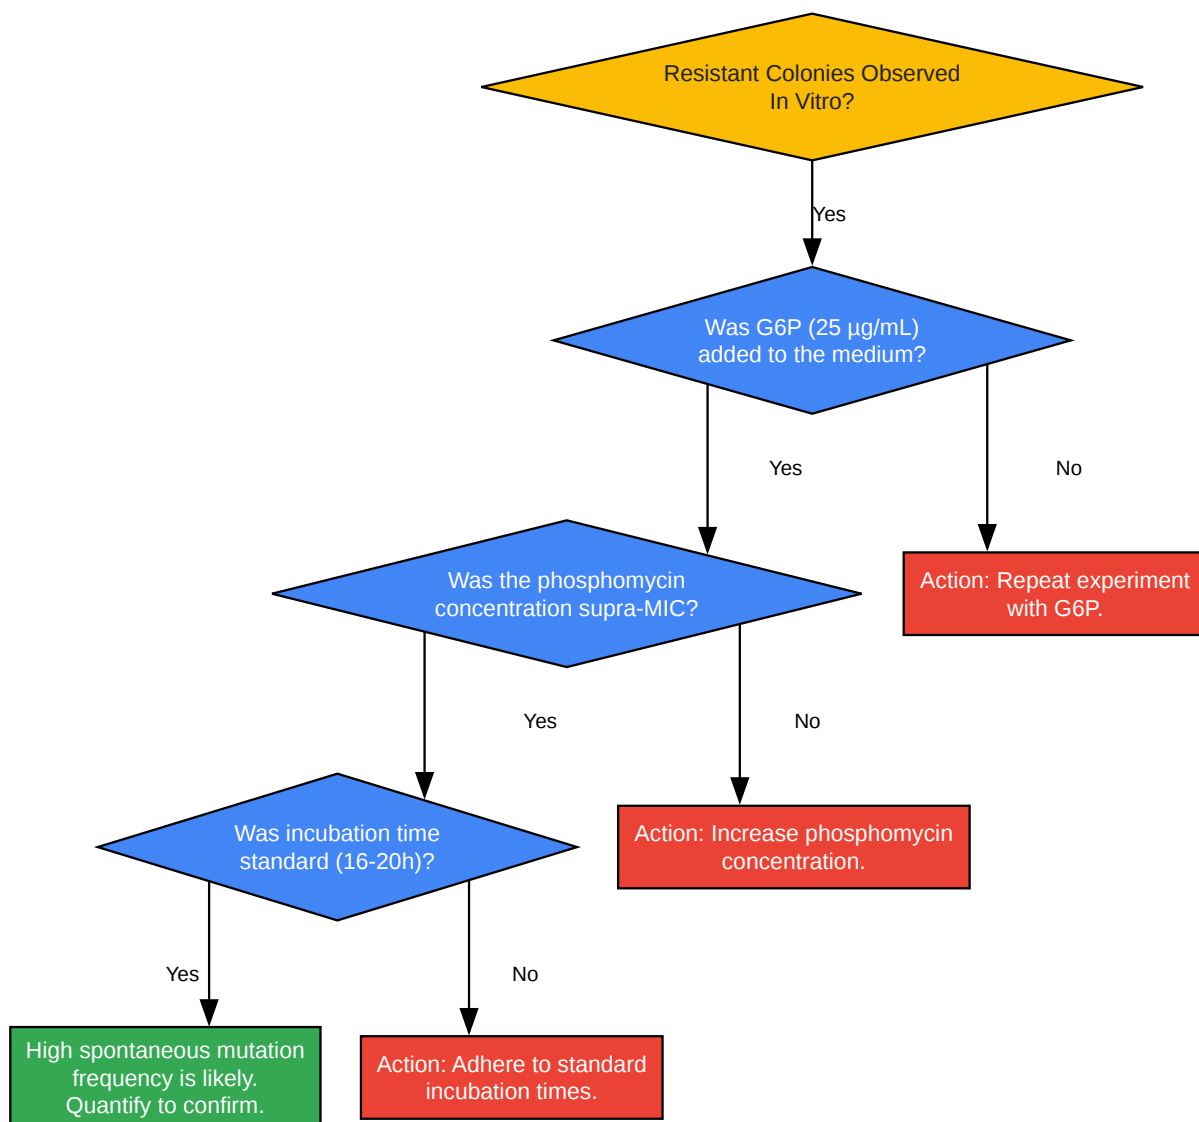 Resistant Colonies Observed
In Vitro?
Yes
Was G6P (25 µg/mL)
added to the medium?
Yes
No
Was the phosphomycin
concentration supra-MIC?
Action: Repeat experiment
with G6P.
Yes
No
Was incubation time
standard (16-20h)?
Action: Increase phosphomycin
concentration.
Yes
No
High spontaneous mutation
frequency is likely.
Quantify to confirm.
Action: Adhere to standard
incubation times.